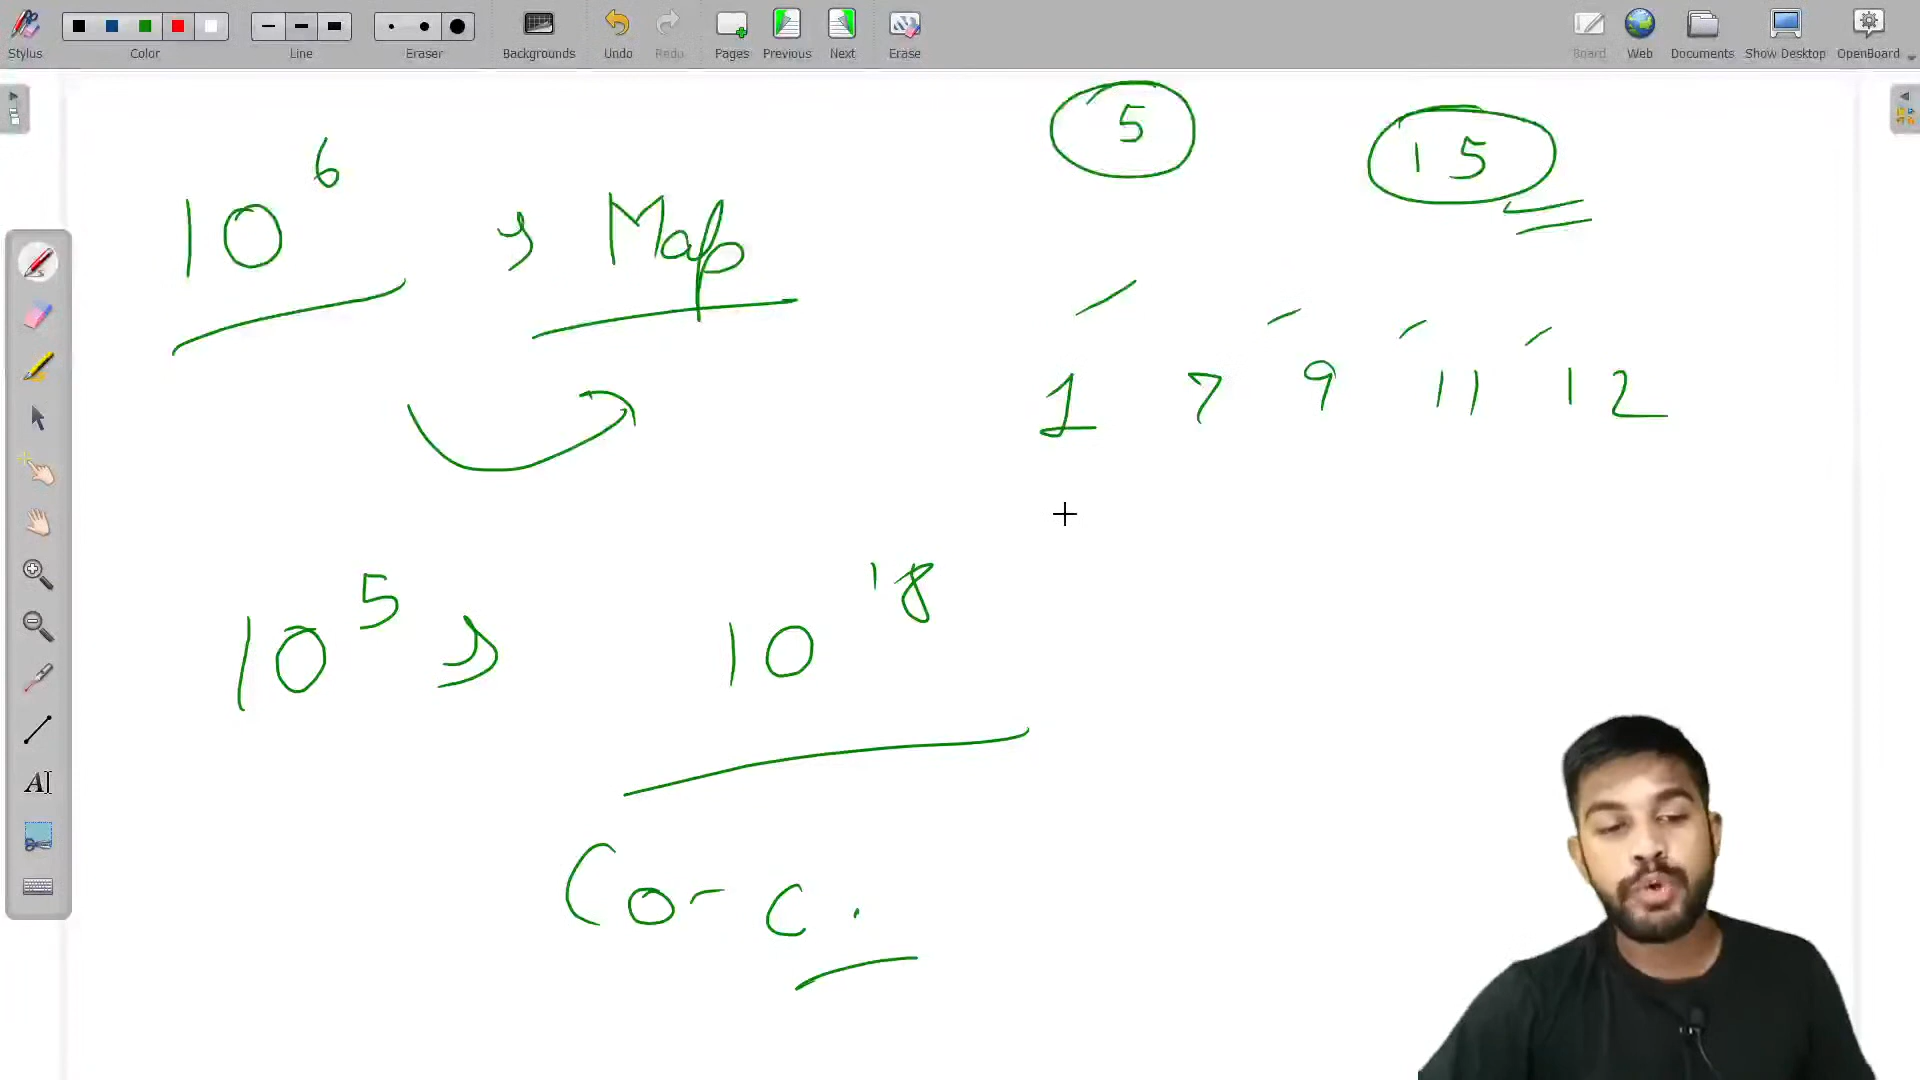 Stylus Color Line Eraser Backgrounds Undo Redo Pages Previous Next Erase Board Web Documents Show Desktop OpenBoard
5
15
10^6 , Map
1 7 9 11 12
10^5 , 10^18
Co-c.
AI